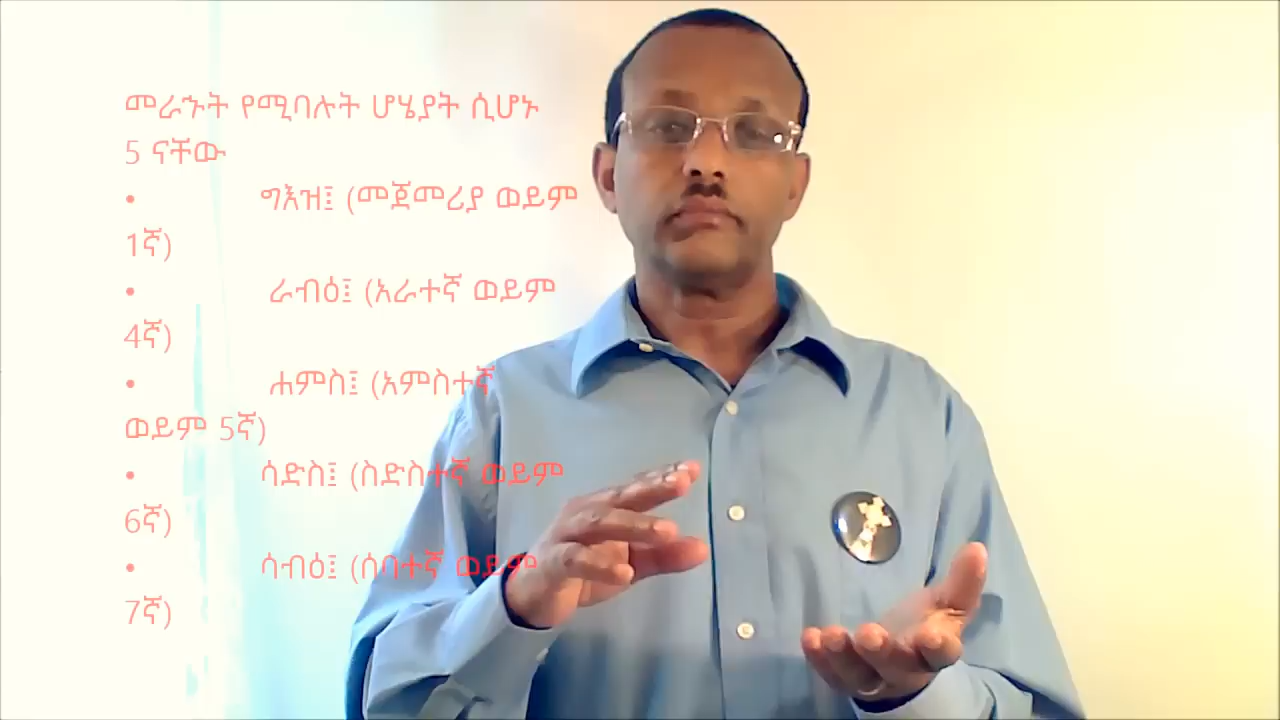 መራኁት የሚባሉት ሆሄያት ሲሆኑ
5 ናቸው
• ግእዝ፤ (መጀመሪያ ወይም
1ኛ)
• ራብዕ፤ (አራተኛ ወይም
4ኛ)
• ሐምስ፤ (አምስተኛ
ወይም 5ኛ)
• ሳድስ፤ (ስድስተኛ ወይም
6ኛ)
• ሳብዕ፤ (ሰባተኛ ወይም
7ኛ)